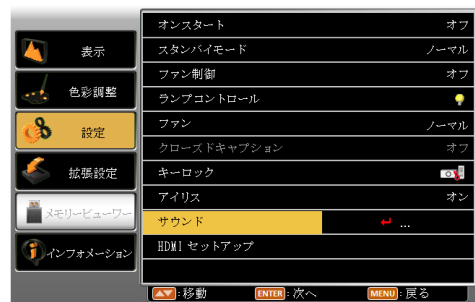 表示
色彩調整
設定
拡張設定
メモリービューワー
インフォメーション
オンスタート オフ
スタンバイモード ノーマル
ファン制御 オフ
ランプコントロール
ファン ノーマル
クローズドキャプション オフ
キーロック
アイリス オン
サウンド ...
HDMI セットアップ
▲▼:移動 ENTER:次へ MENU:戻る